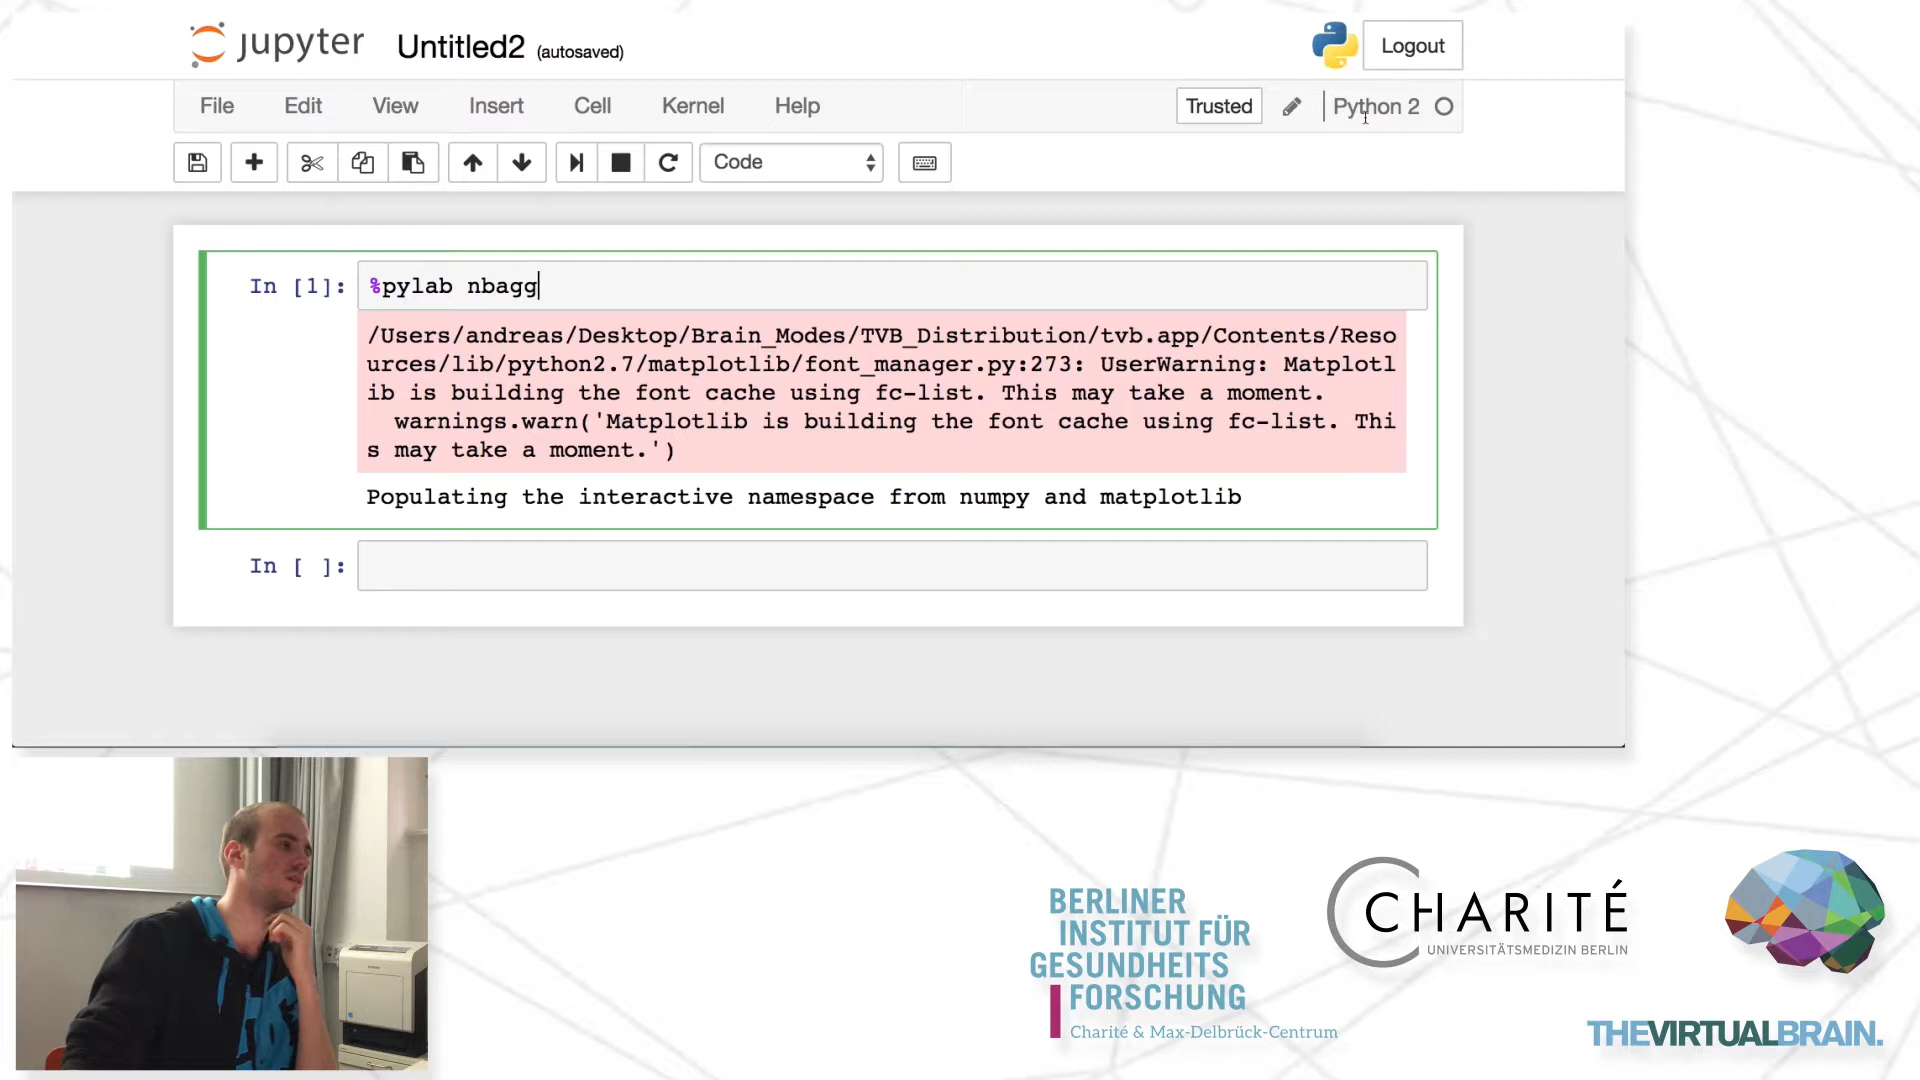 jupyter Untitled2 (autosaved)
Logout
File Edit View Insert Cell Kernel Help Trusted Python 2
Code
In [1]: %pylab nbagg
/Users/andreas/Desktop/Brain_Modes/TVB_Distribution/tvb.app/Contents/Reso
urces/lib/python2.7/matplotlib/font_manager.py:273: UserWarning: Matplotl
ib is building the font cache using fc-list. This may take a moment.
warnings.warn('Matplotlib is building the font cache using fc-list. Thi
s may take a moment.')
Populating the interactive namespace from numpy and matplotlib
In [ ]:
BERLINER
INSTITUT FÜR
GESUNDHEITS
FORSCHUNG
Charité & Max-Delbrück-Centrum
CHARITÉ
UNIVERSITÄTSMEDIZIN BERLIN
THEVIRTUALBRAIN.